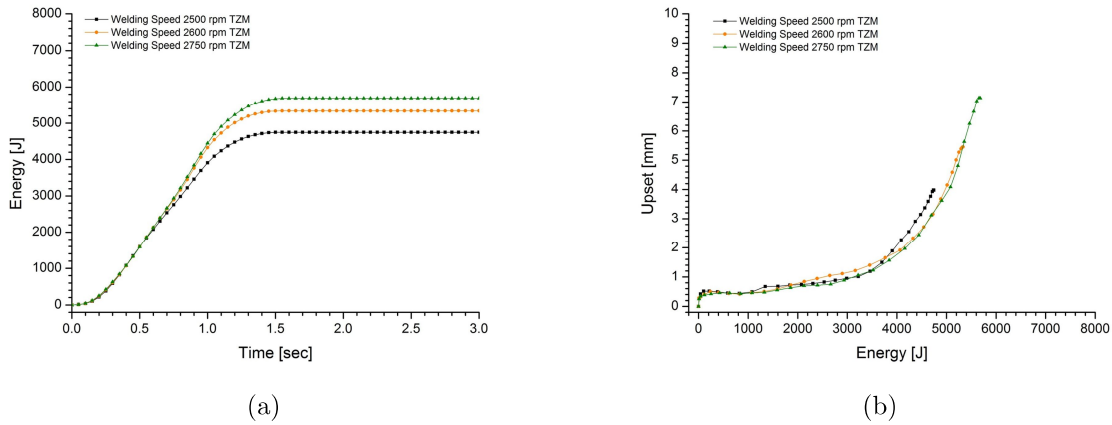 Welding Speed 2500 rpm TZM
Welding Speed 2600 rpm TZM
Welding Speed 2750 rpm TZM
Energy [J]
8000
7000
6000
5000
4000
3000
2000
1000
0
0.0 0.5 1.0 1.5 2.0 2.5 3.0
Time [sec]
(a)
Welding Speed 2500 rpm TZM
Welding Speed 2600 rpm TZM
Welding Speed 2750 rpm TZM
Upset [mm]
10
9
8
7
6
5
4
3
2
1
0
0 1000 2000 3000 4000 5000 6000 7000 8000
Energy [J]
(b)